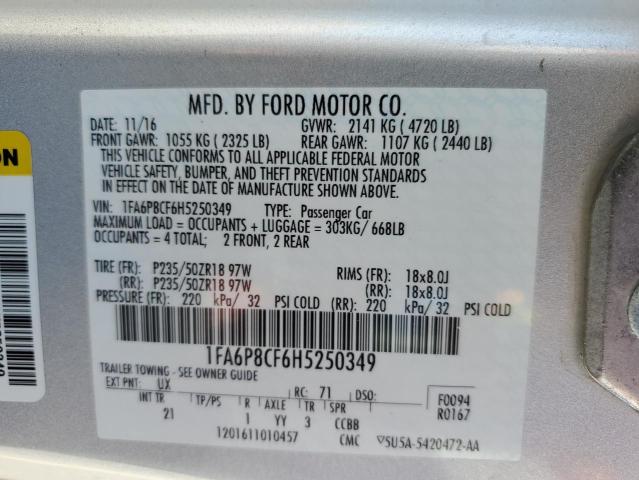 MFD. BY FORD MOTOR CO.
DATE: 11/16 GVWR: 2141 KG ( 4720 LB)
FRONT GAWR: 1055 KG ( 2325 LB) REAR GAWR: 1107 KG ( 2440 LB)
THIS VEHICLE CONFORMS TO ALL APPLICABLE FEDERAL MOTOR
VEHICLE SAFETY, BUMPER, AND THEFT PREVENTION STANDARDS
IN EFFECT ON THE DATE OF MANUFACTURE SHOWN ABOVE.
VIN: 1FA6P8CF6H5250349 TYPE: Passenger Car
MAXIMUM LOAD = OCCUPANTS + LUGGAGE = 303KG/ 668LB
OCCUPANTS = 4 TOTAL; 2 FRONT, 2 REAR
TIRE (FR): P235/50ZR18 97W RIMS (FR): 18x8.0J
(RR): P235/50ZR18 97W (RR): 18x8.0J
PRESSURE (FR): 220 kPa/ 32 PSI COLD (RR): 220 kPa/ 32 PSI COLD
1FA6P8CF6H5250349
TRAILER TOWING - SEE OWNER GUIDE
EXT PNT: UX RC: 71 DSO: F0094
INT TR TP/PS R AXLE TR SPR R0167
21 1 YY 3 CCBB
1201611010457 CMC SU5A-5420472-AA
ON